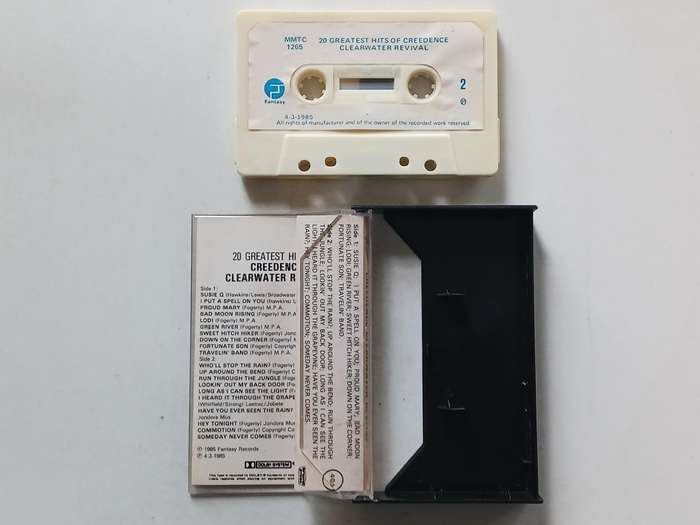 MMTC
1265
20 GREATEST HITS OF CREEDENCE
CLEARWATER REVIVAL
Fantasy
2
4-3-1985
All rights of manufacturer and of the owner of the recorded work reserved
20 GREATEST HI
CREEDENC
CLEARWATER R
Side 1:
SUSIE Q (Hawkins/Lewis/Broadwater
I PUT A SPELL ON YOU (Hawkins)
PROUD MARY (Fogerty) M.P.A.
BAD MOON RISING (Fogerty) M.P.A.
LODI (Fogerty) M.P.A.
GREEN RIVER (Fogerty) M.P.A.
SWEET HITCH HIKER (Fogerty) Jond
DOWN ON THE CORNER (Fogerty)
FORTUNATE SON (Fogerty) Copyright
TRAVELIN' BAND (Fogerty) M.P.A.
Side 2:
WHO'LL STOP THE RAIN? (Fogerty)
UP AROUND THE BEND (Fogerty) C
RUN THROUGH THE JUNGLE (Fogerty)
LOOKIN' OUT MY BACK DOOR (Fog
LONG AS I CAN SEE THE LIGHT (F
I HEARD IT THROUGH THE GRAPE
(Whitfield/Strong)
HAVE YOU EVER SEEN THE RAIN?
Jondora Mus.
HEY TONIGHT (Fogerty) Jondora Mus
COMMOTION (Fogerty) Copyright Co
SOMEDAY NEVER COMES (Fogerty)
© 1985 Fantasy Records
℗ 4.3.1985
DOLBY SYSTEM
Side 1: SUSIE Q; I PUT A SPELL ON YOU; PROUD MARY; BAD MOON
RISING; LODI; GREEN RIVER; SWEET HITCH HIKER; DOWN ON THE CORNER;
FORTUNATE SON; TRAVELIN' BAND.
Side 2: WHO'LL STOP THE RAIN?; UP AROUND THE BEND; RUN THROUGH
THE JUNGLE; LOOKIN' OUT MY BACK DOOR; LONG AS I CAN SEE THE
LIGHT; I HEARD IT THROUGH THE GRAPEVINE; HAVE YOU EVER SEEN THE
RAIN?; HEY TONIGHT; COMMOTION; SOMEDAY NEVER COMES.